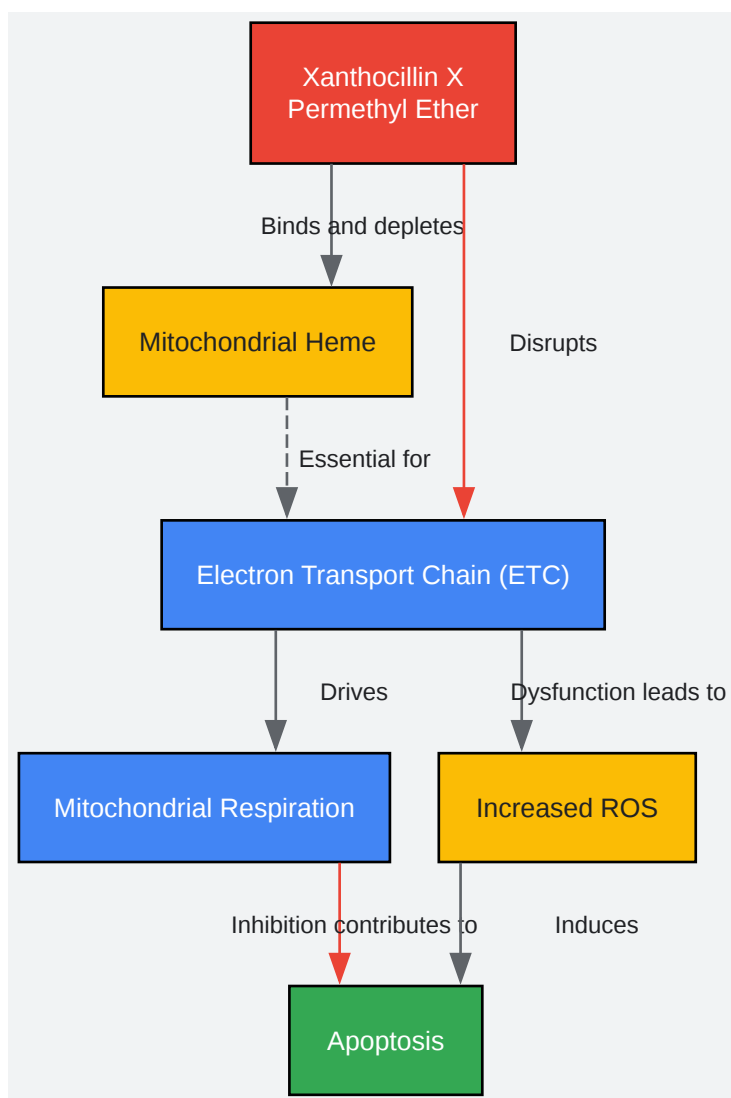 Xanthocillin X
Permethyl Ether
Binds and depletes
Mitochondrial Heme
Disrupts
Essential for
Electron Transport Chain (ETC)
Drives
Dysfunction leads to
Mitochondrial Respiration
Increased ROS
Inhibition contributes to
Induces
Apoptosis